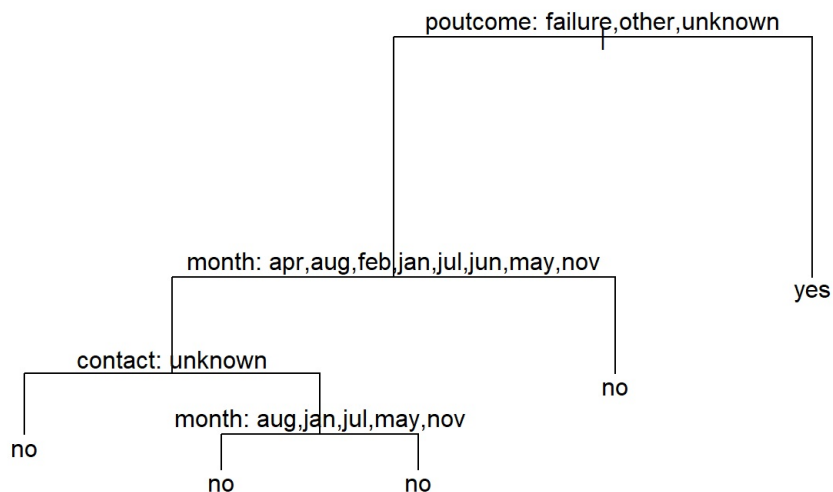 poutcome: failure,other,unknown
month: apr,aug,feb,jan,jul,jun,may,nov
yes
contact: unknown
no
month: aug,jan,jul,may,nov
no
no
no